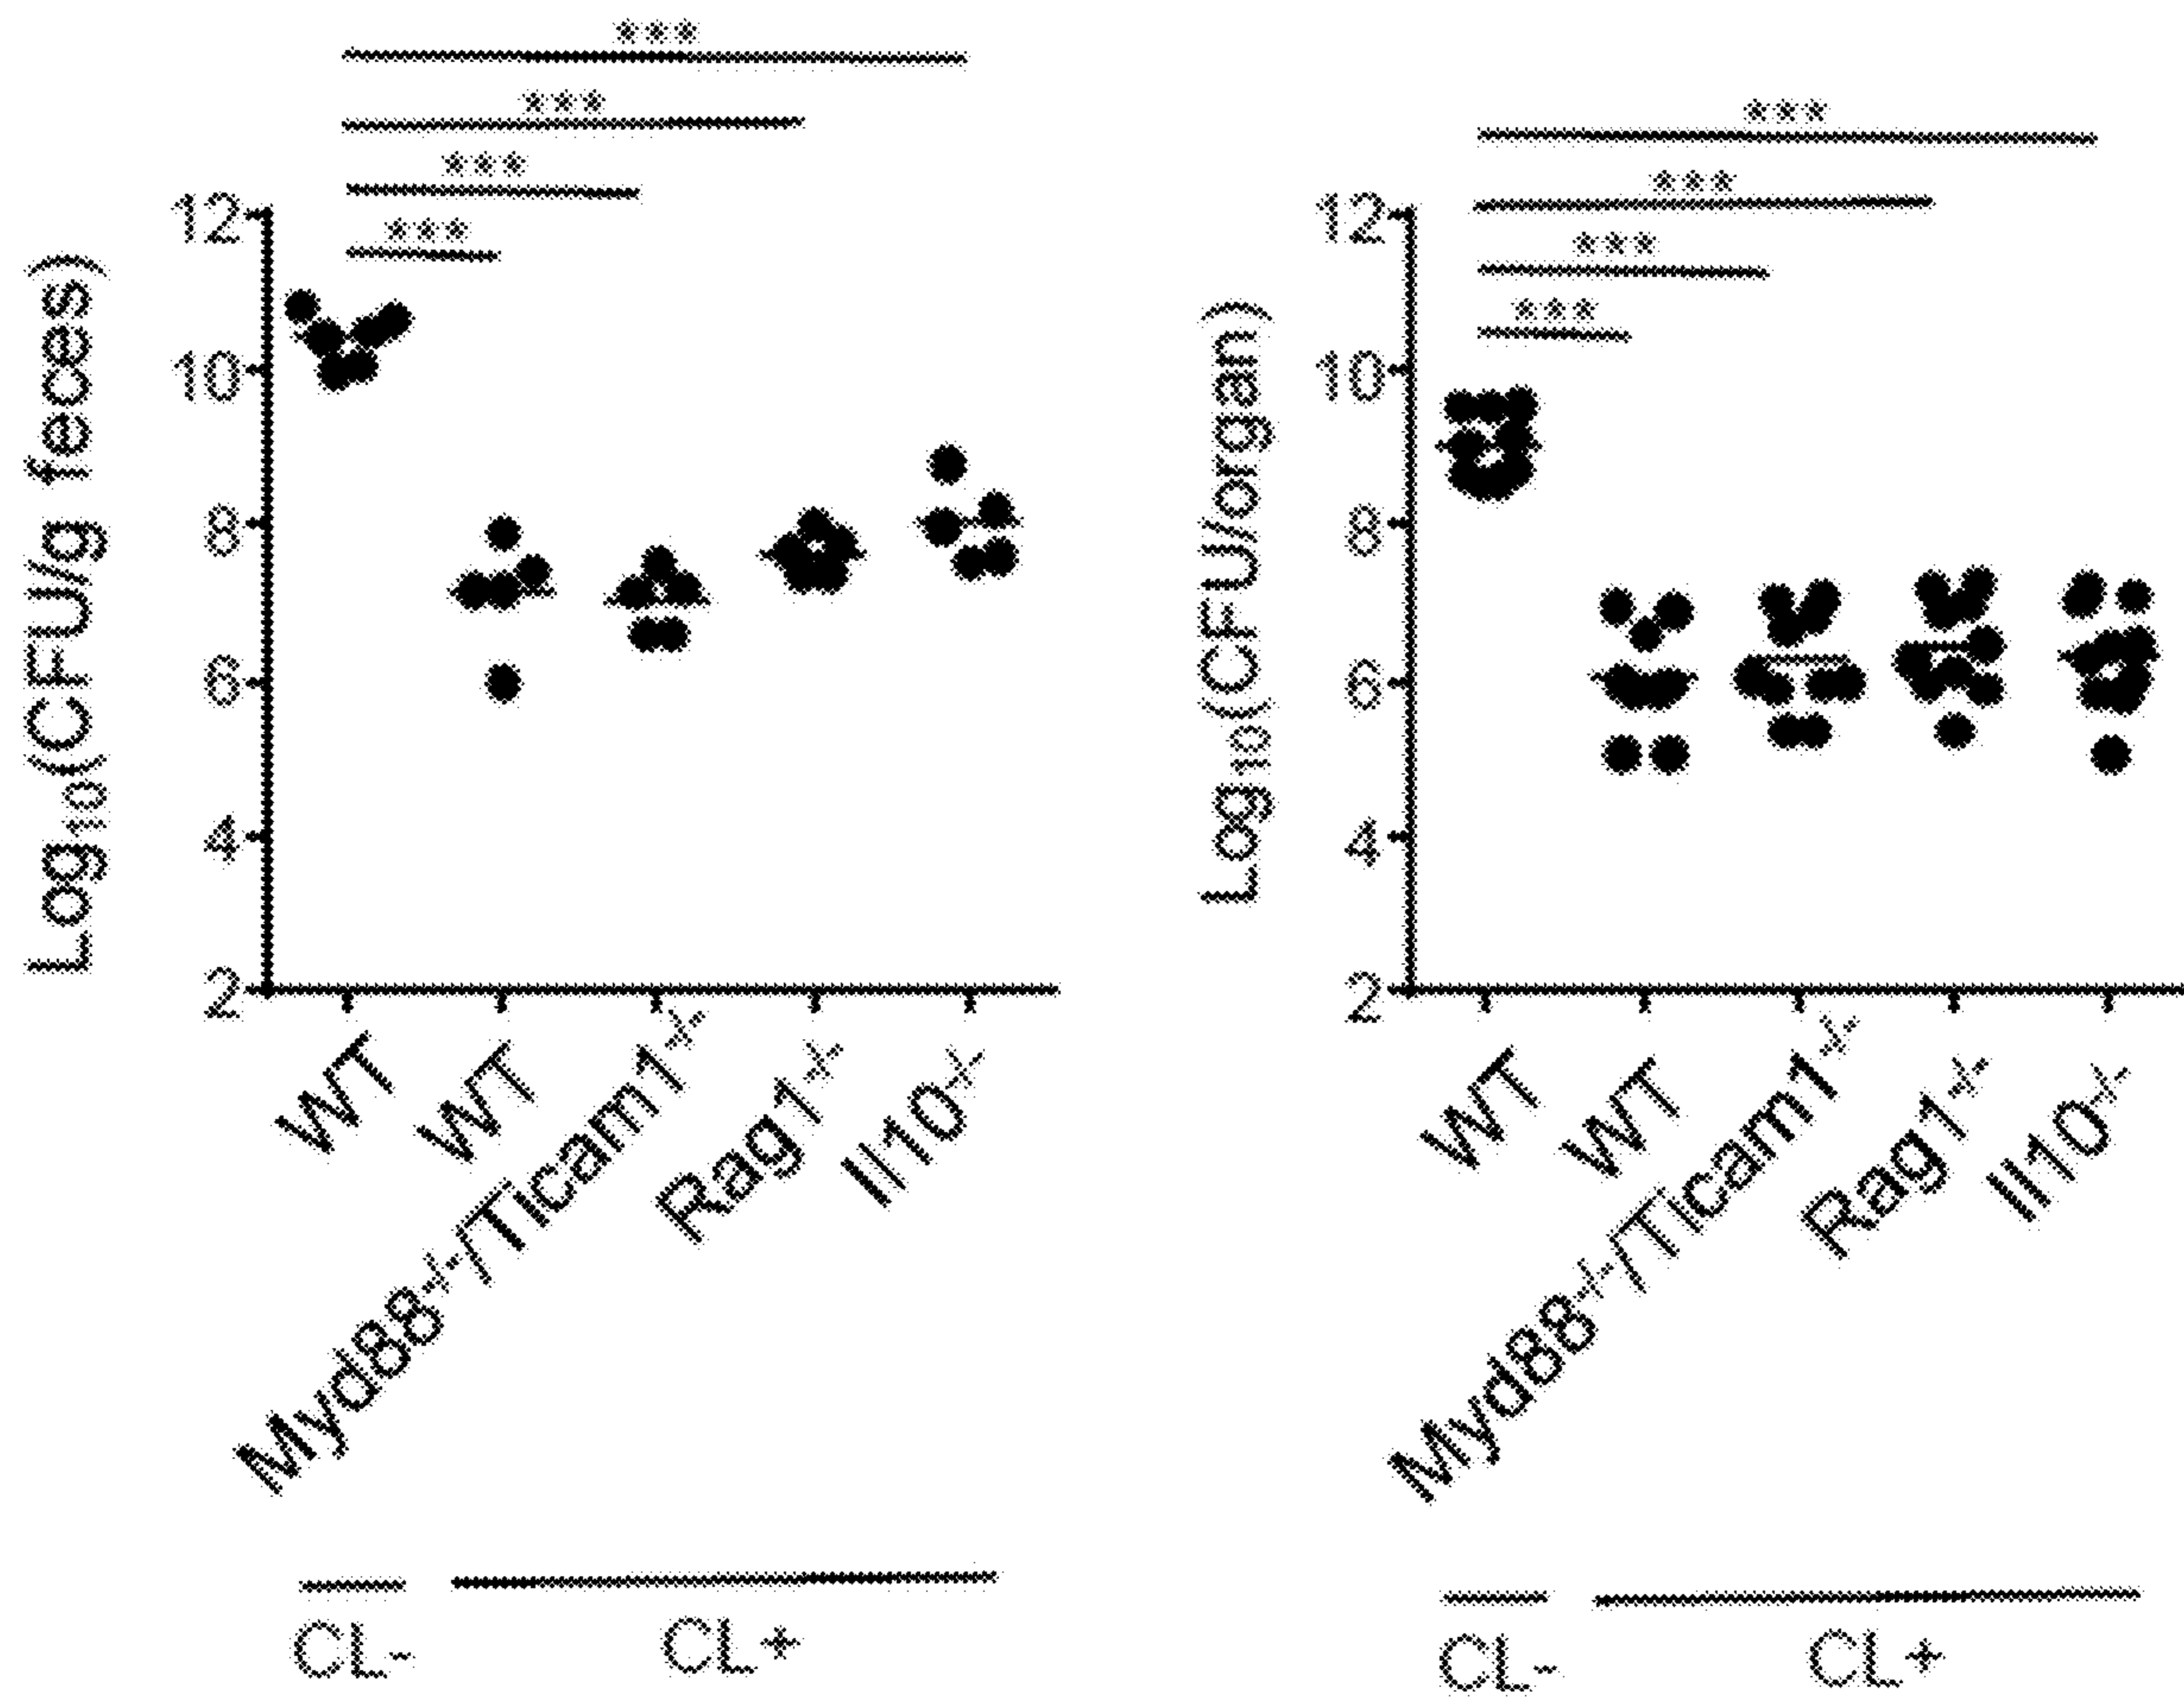 ***
***
***
***
12
10
8
6
4
2
Log10(CFU/g feces)
WT
WT
Myd88-/-/Ticam1-/-
Rag1-/-
Il10-/-
CL-
CL+
***
***
***
***
12
10
8
6
4
2
Log10(CFU/organ)
WT
WT
Myd88-/-/Ticam1-/-
Rag1-/-
Il10-/-
CL-
CL+